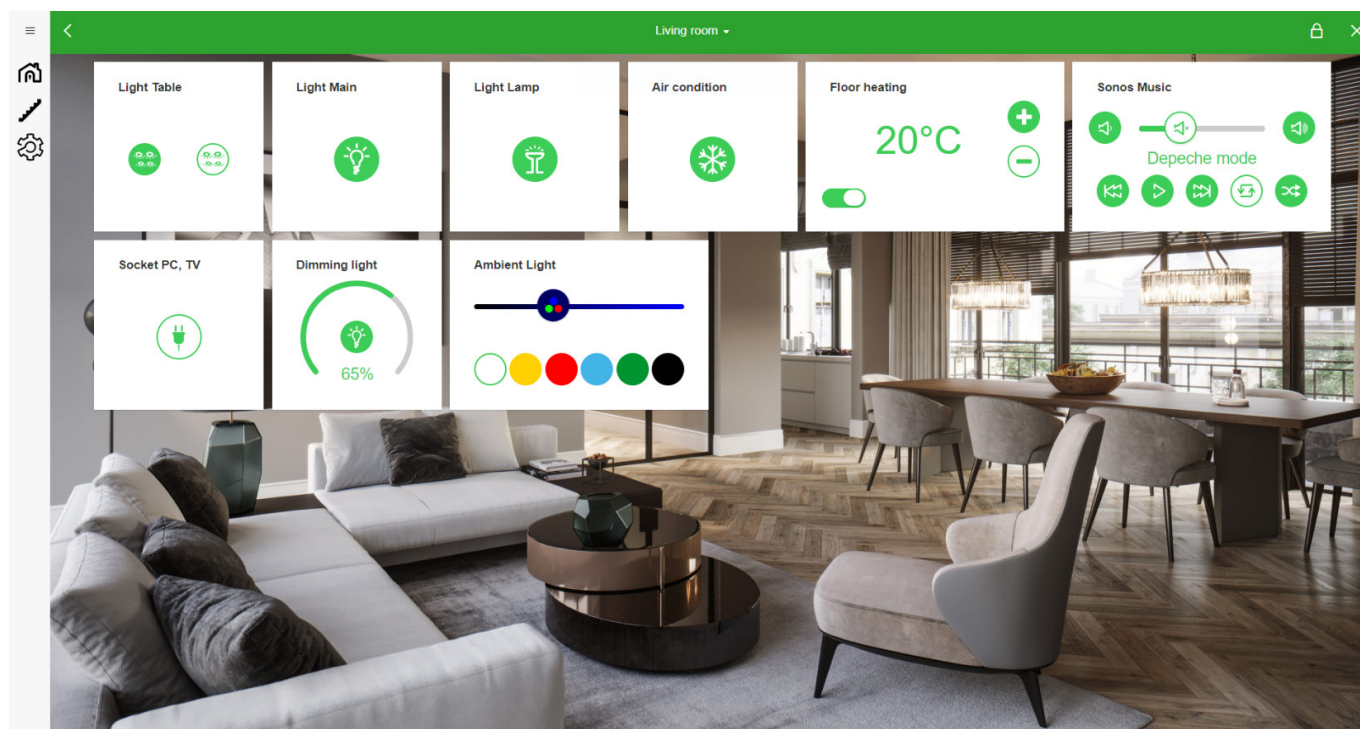 Living room
Light Table
Light Main
Light Lamp
Air condition
Floor heating
20°C
Sonos Music
Depeche mode
Socket PC, TV
Dimming light
65%
Ambient Light